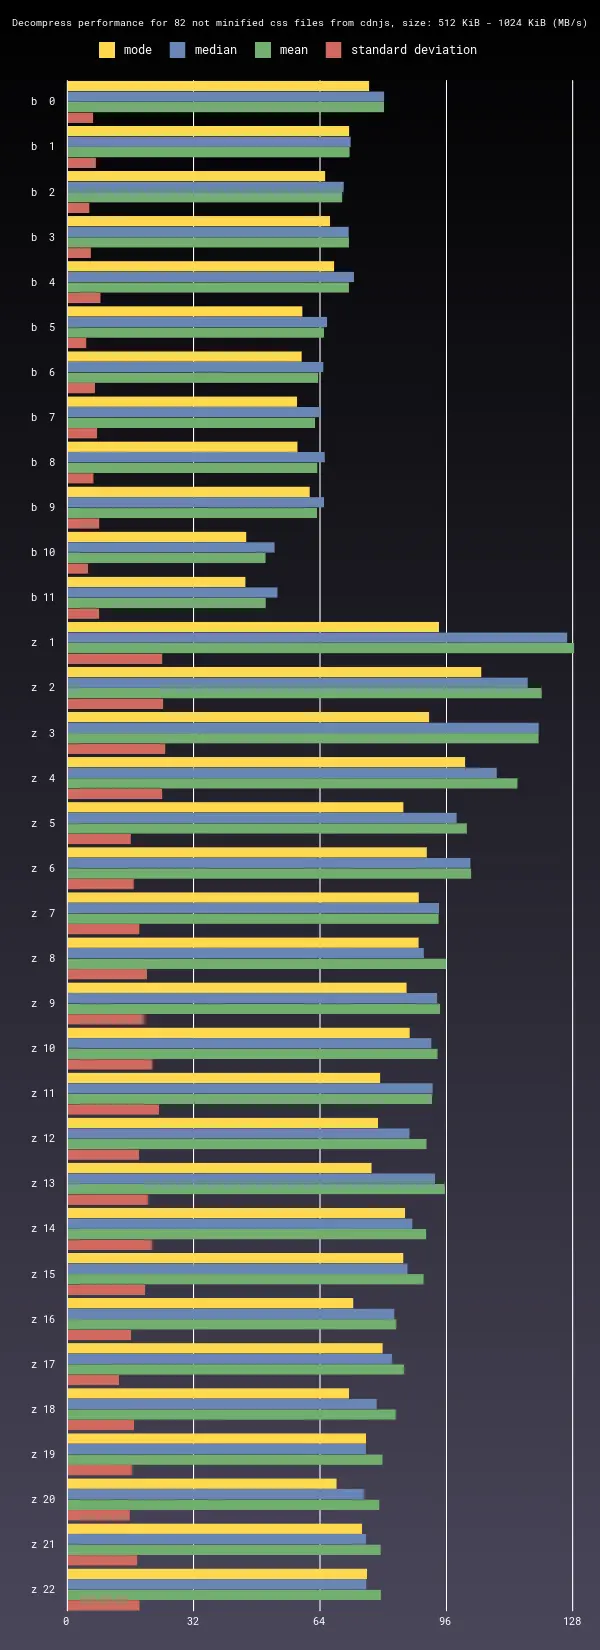 Decompress performance for 82 not minified css files from cdnjs, size: 512 KiB - 1024 KiB (MB/s)
mode median mean standard deviation
b 0
b 1
b 2
b 3
b 4
b 5
b 6
b 7
b 8
b 9
b 10
b 11
z 1
z 2
z 3
z 4
z 5
z 6
z 7
z 8
z 9
z 10
z 11
z 12
z 13
z 14
z 15
z 16
z 17
z 18
z 19
z 20
z 21
z 22
0 32 64 96 128